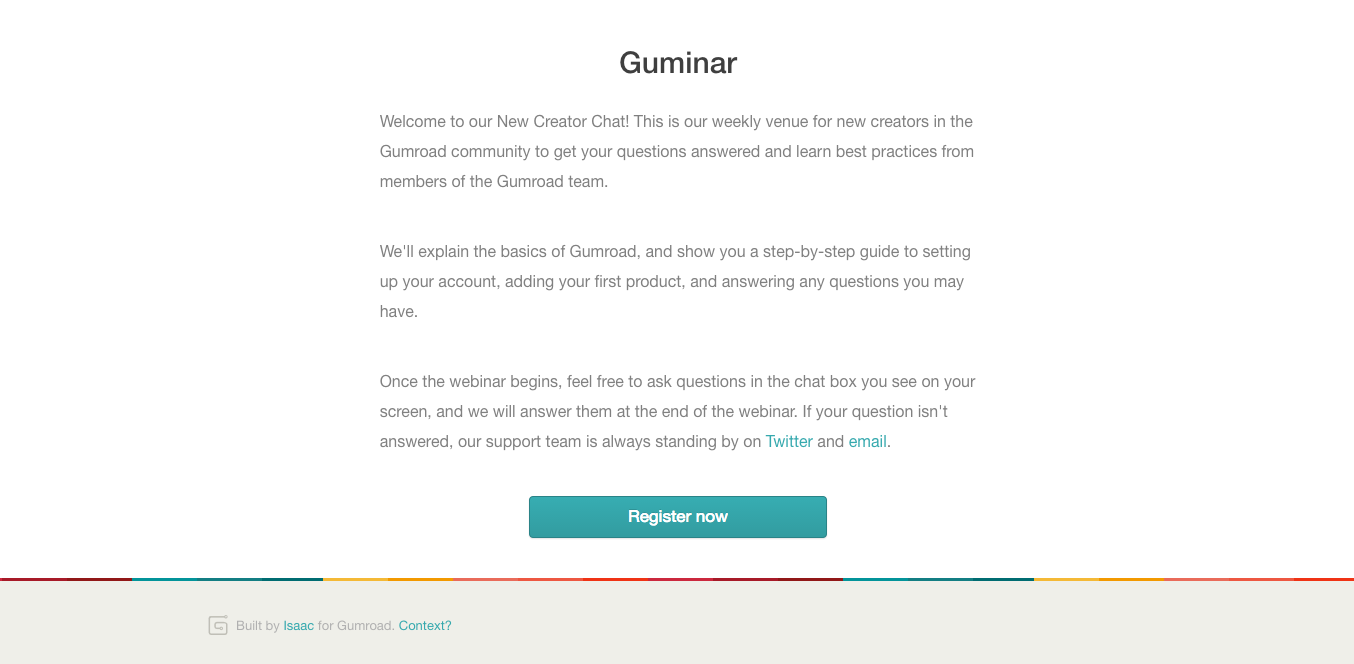 Guminar
Welcome to our New Creator Chat! This is our weekly venue for new creators in the
Gumroad community to get your questions answered and learn best practices from
members of the Gumroad team.
We'll explain the basics of Gumroad, and show you a step-by-step guide to setting
up your account, adding your first product, and answering any questions you may
have.
Once the webinar begins, feel free to ask questions in the chat box you see on your
screen, and we will answer them at the end of the webinar. If your question isn't
answered, our support team is always standing by on Twitter and email.
Register now
Built by Isaac for Gumroad. Context?